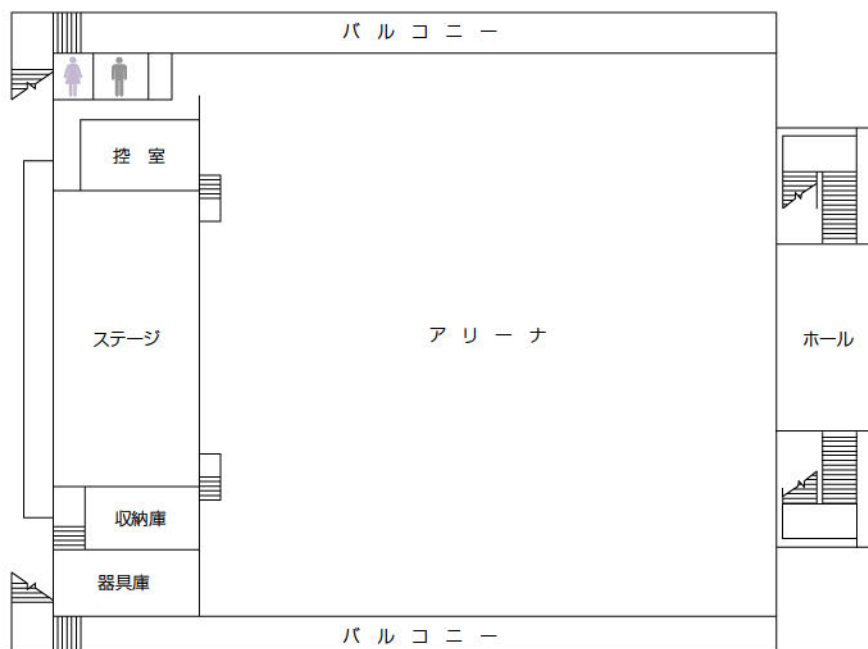 バルコニー
控室
ステージ
アリーナ
ホール
収納庫
器具庫
バルコニー